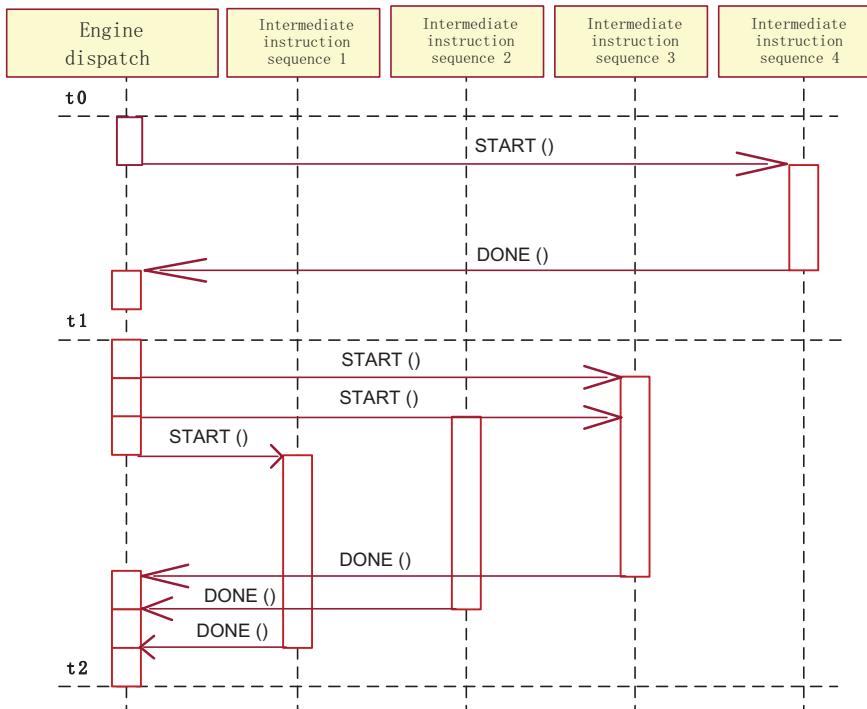 Engine
dispatch
Intermediate
instruction
sequence 1
Intermediate
instruction
sequence 2
Intermediate
instruction
sequence 3
Intermediate
instruction
sequence 4
t0
START ()
DONE ()
t1
START ()
START ()
START ()
DONE ()
DONE ()
DONE ()
t2